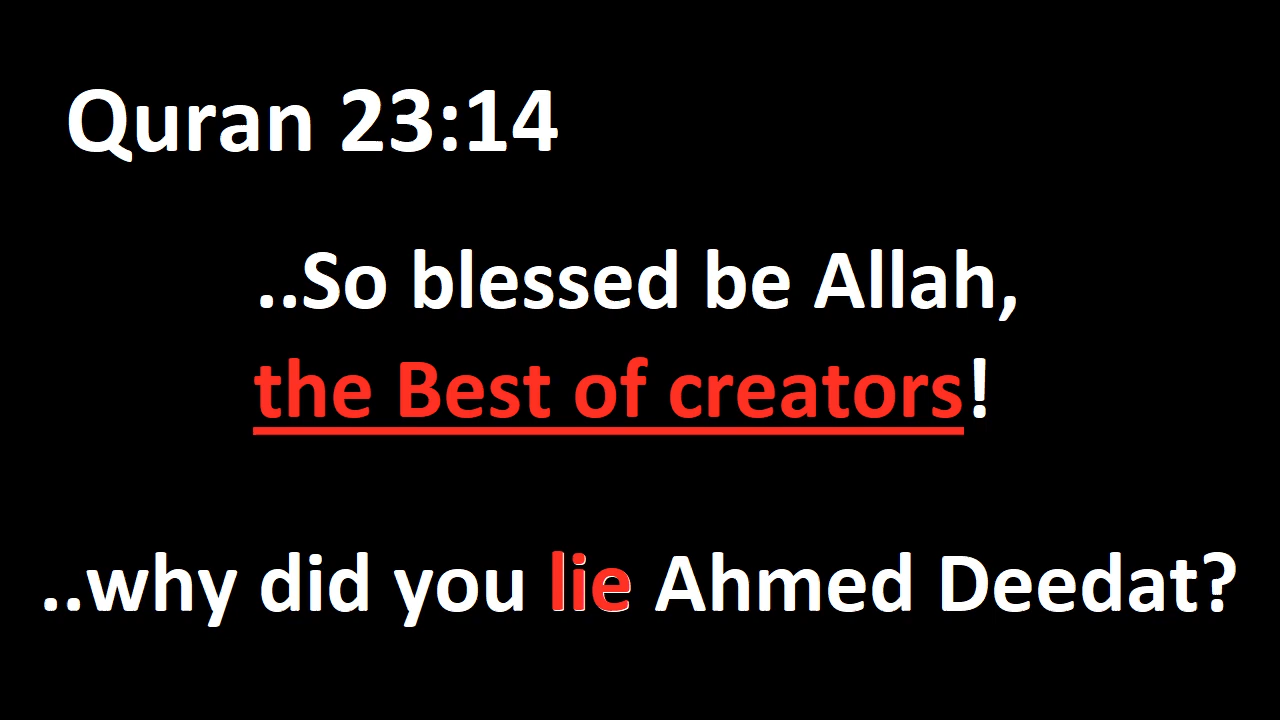 Quran 23:14
..So blessed be Allah,
the Best of creators!
..why did you lie Ahmed Deedat?